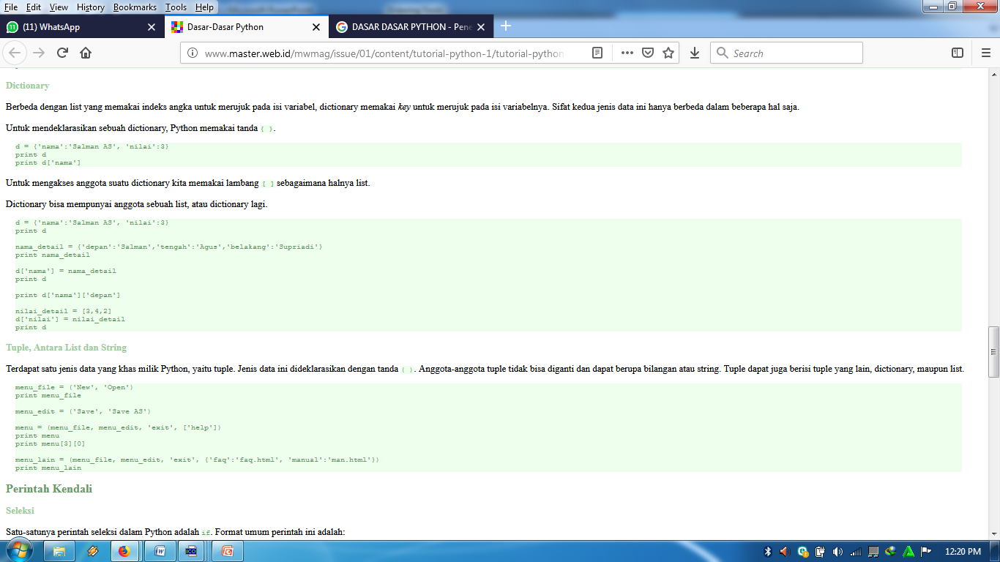 File Edit View History Bookmarks Tools Help
(11) WhatsApp
Dasar-Dasar Python
DASAR DASAR PYTHON - Pene
www.master.web.id/mwmag/issue/01/content/tutorial-python-1/tutorial-python
Search
Dictionary
Berbeda dengan list yang memakai indeks angka untuk merujuk pada isi variabel, dictionary memakai key untuk merujuk pada isi variabelnya. Sifat kedua jenis data ini hanya berbeda dalam beberapa hal saja.
Untuk mendeklarasikan sebuah dictionary, Python memakai tanda { }.
d = {'nama':'Salman AS', 'nilai':3}
print d
print d['nama']
Untuk mengakses anggota suatu dictionary kita memakai lambang [ ] sebagaimana halnya list.
Dictionary bisa mempunyai anggota sebuah list, atau dictionary lagi.
d = {'nama':'Salman AS', 'nilai':3}
print d
nama_detail = {'depan':'Salman','tengah':'Agus','belakang':'Supriadi'}
print nama_detail
d['nama'] = nama_detail
print d
print d['nama']['depan']
nilai_detail = [3,4,2]
d['nilai'] = nilai_detail
print d
Tuple, Antara List dan String
Terdapat satu jenis data yang khas milik Python, yaitu tuple. Jenis data ini dideklarasikan dengan tanda ( ). Anggota-anggota tuple tidak bisa diganti dan dapat berupa bilangan atau string. Tuple dapat juga berisi tuple yang lain, dictionary, maupun list.
menu_file = ('New', 'Open')
print menu_file
menu_edit = ('Save', 'Save AS')
menu = (menu_file, menu_edit, 'exit', ['help'])
print menu
print menu[3][0]
menu_lain = (menu_file, menu_edit, 'exit', {'faq':'faq.html', 'manual':'man.html'})
print menu_lain
Perintah Kendali
Seleksi
Satu-satunya perintah seleksi dalam Python adalah if. Format umum perintah ini adalah:
12:20 PM